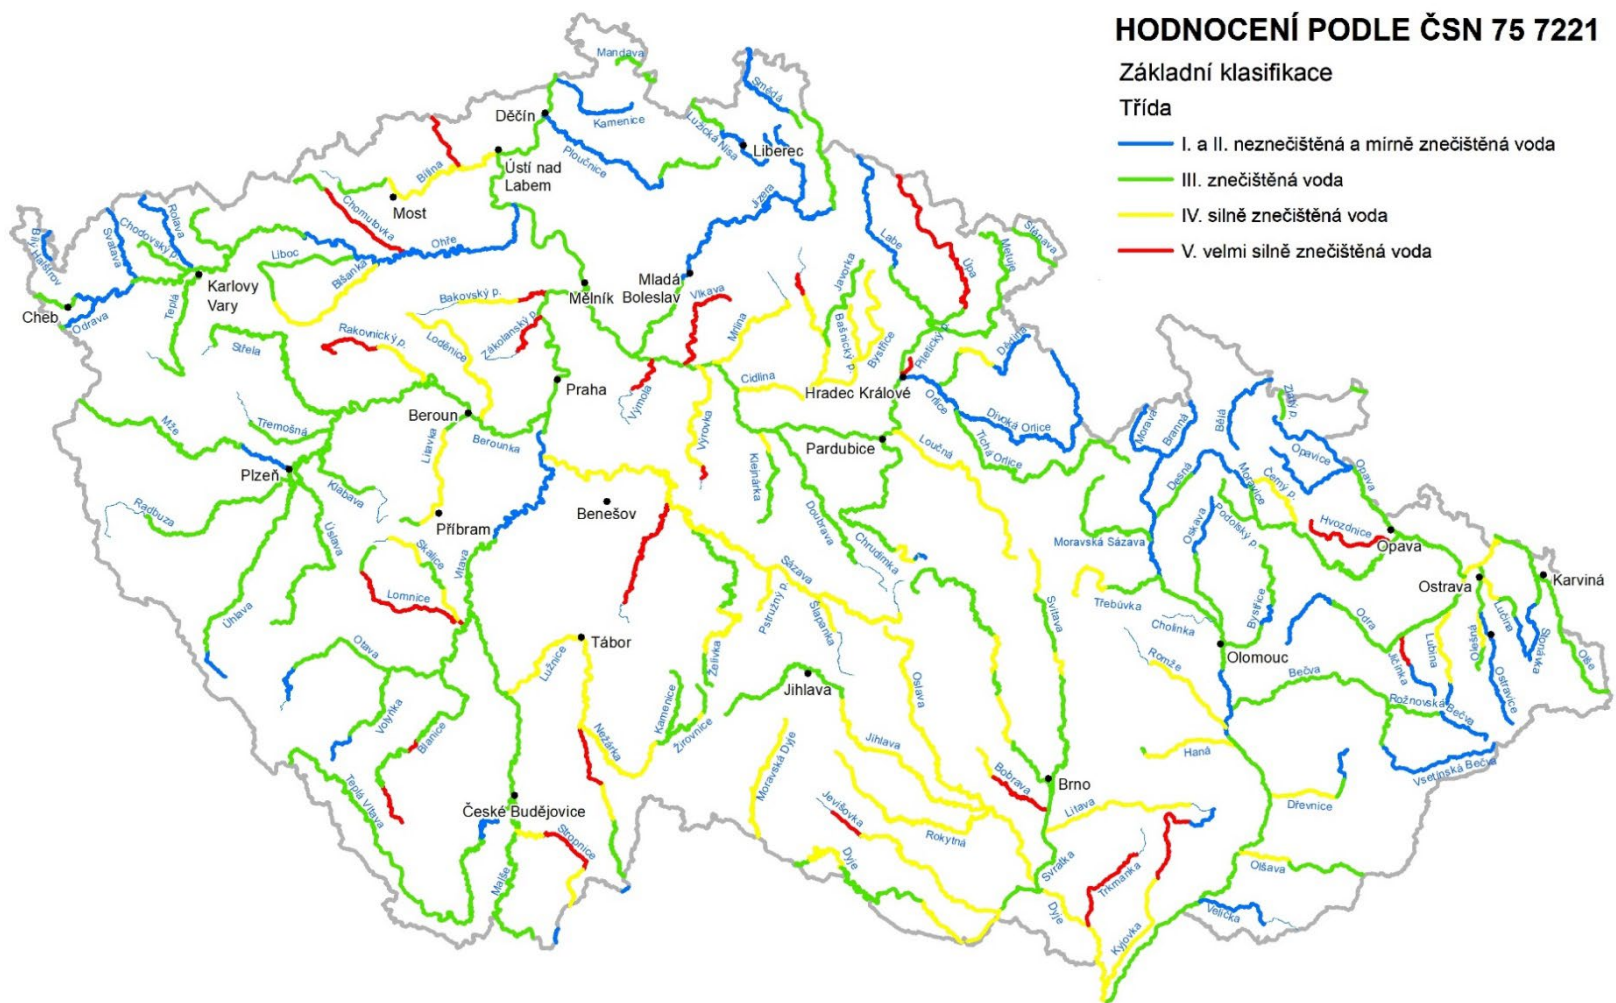 HODNOCENÍ PODLE ČSN 75 7221
Základní klasifikace
Třída
I. a II. neznečištěná a mírně znečištěná voda
III. znečištěná voda
IV. silně znečištěná voda
V. velmi silně znečištěná voda
Mandava
Smědá
Děčín
Kamenice
Lužická Nisa
Liberec
Ploučnice
Ústí nad
Labem
Bílina
Most
Chomutovka
Jizera
Rolava
Chodovský p.
Svatava
Bílý Halštrov
Liboc
Ohře
Labe
Úpa
Metuje
Stěnava
Karlovy
Vary
Blšanka
Mladá
Boleslav
Vlkava
Javorka
Cheb
Odrava
Teplá
Bakovský p.
Mělník
Mrlina
Bašnický p.
Bystřice
Piletický p.
Dědina
Střela
Rakovnický p.
Loděnice
Zákolanský p.
Praha
Výmola
Cidlina
Hradec Králové
Orlice
Divoká Orlice
Tichá Orlice
Mže
Tremošná
Beroun
Berounka
Litavka
Výrovka
Klejnárka
Pardubice
Loučná
Morava
Branná
Bělá
Zlatý p.
Opavice
Opava
Plzeň
Klabava
Radbuza
Úslava
Příbram
Benešov
Doubrava
Chrudimka
Desná
Moravice
Černý p.
Hvozdnice
Opava
Oskava
Podolský p.
Moravská Sázava
Skalice
Vltava
Lomnice
Sázava
Pstružný p.
Šlapanka
Svitava
Třebůvka
Cholinka
Bystřice
Ostrava
Karviná
Lučina
Olešná
Stonávka
Olše
Odra
Jičínka
Lubina
Ostravice
Úhlava
Otava
Tábor
Lužnice
Želivka
Olomouc
Romže
Bečva
Rožnovská Bečva
Vsetínská Bečva
Jihlava
Oslava
Volyňka
Blanice
Nežárka
Kamenice
Žirovnice
Moravská Dyje
Jihlava
Haná
Teplá Vltava
České Budějovice
Stropnice
Malše
Jevišovka
Rokytná
Bobrava
Brno
Litava
Dřevnice
Dyje
Svratka
Trkmanka
Olšava
Dyje
Kyjovka
Velička